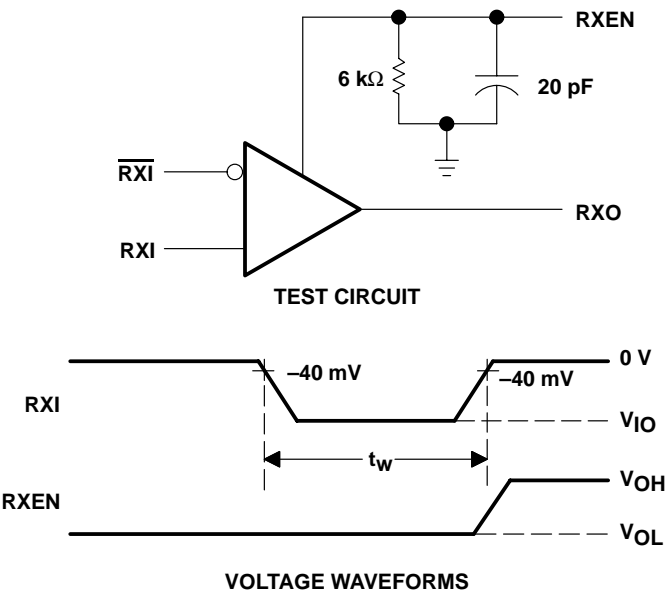 RXEN
6 kΩ
20 pF
R̅X̅I̅
RXI
RXO
TEST CIRCUIT
0 V
–40 mV
–40 mV
RXI
VIO
tw
VOH
RXEN
VOL
VOLTAGE WAVEFORMS